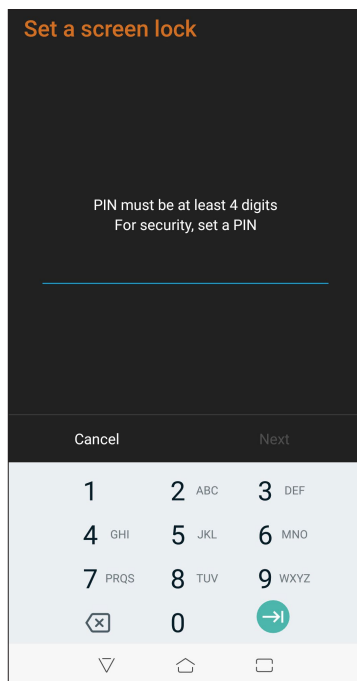 Set a screen lock
PIN must be at least 4 digits
For security, set a PIN
Cancel Next
1 2 ABC 3 DEF
4 GHI 5 JKL 6 MNO
7 PRQS 8 TUV 9 WXYZ
0